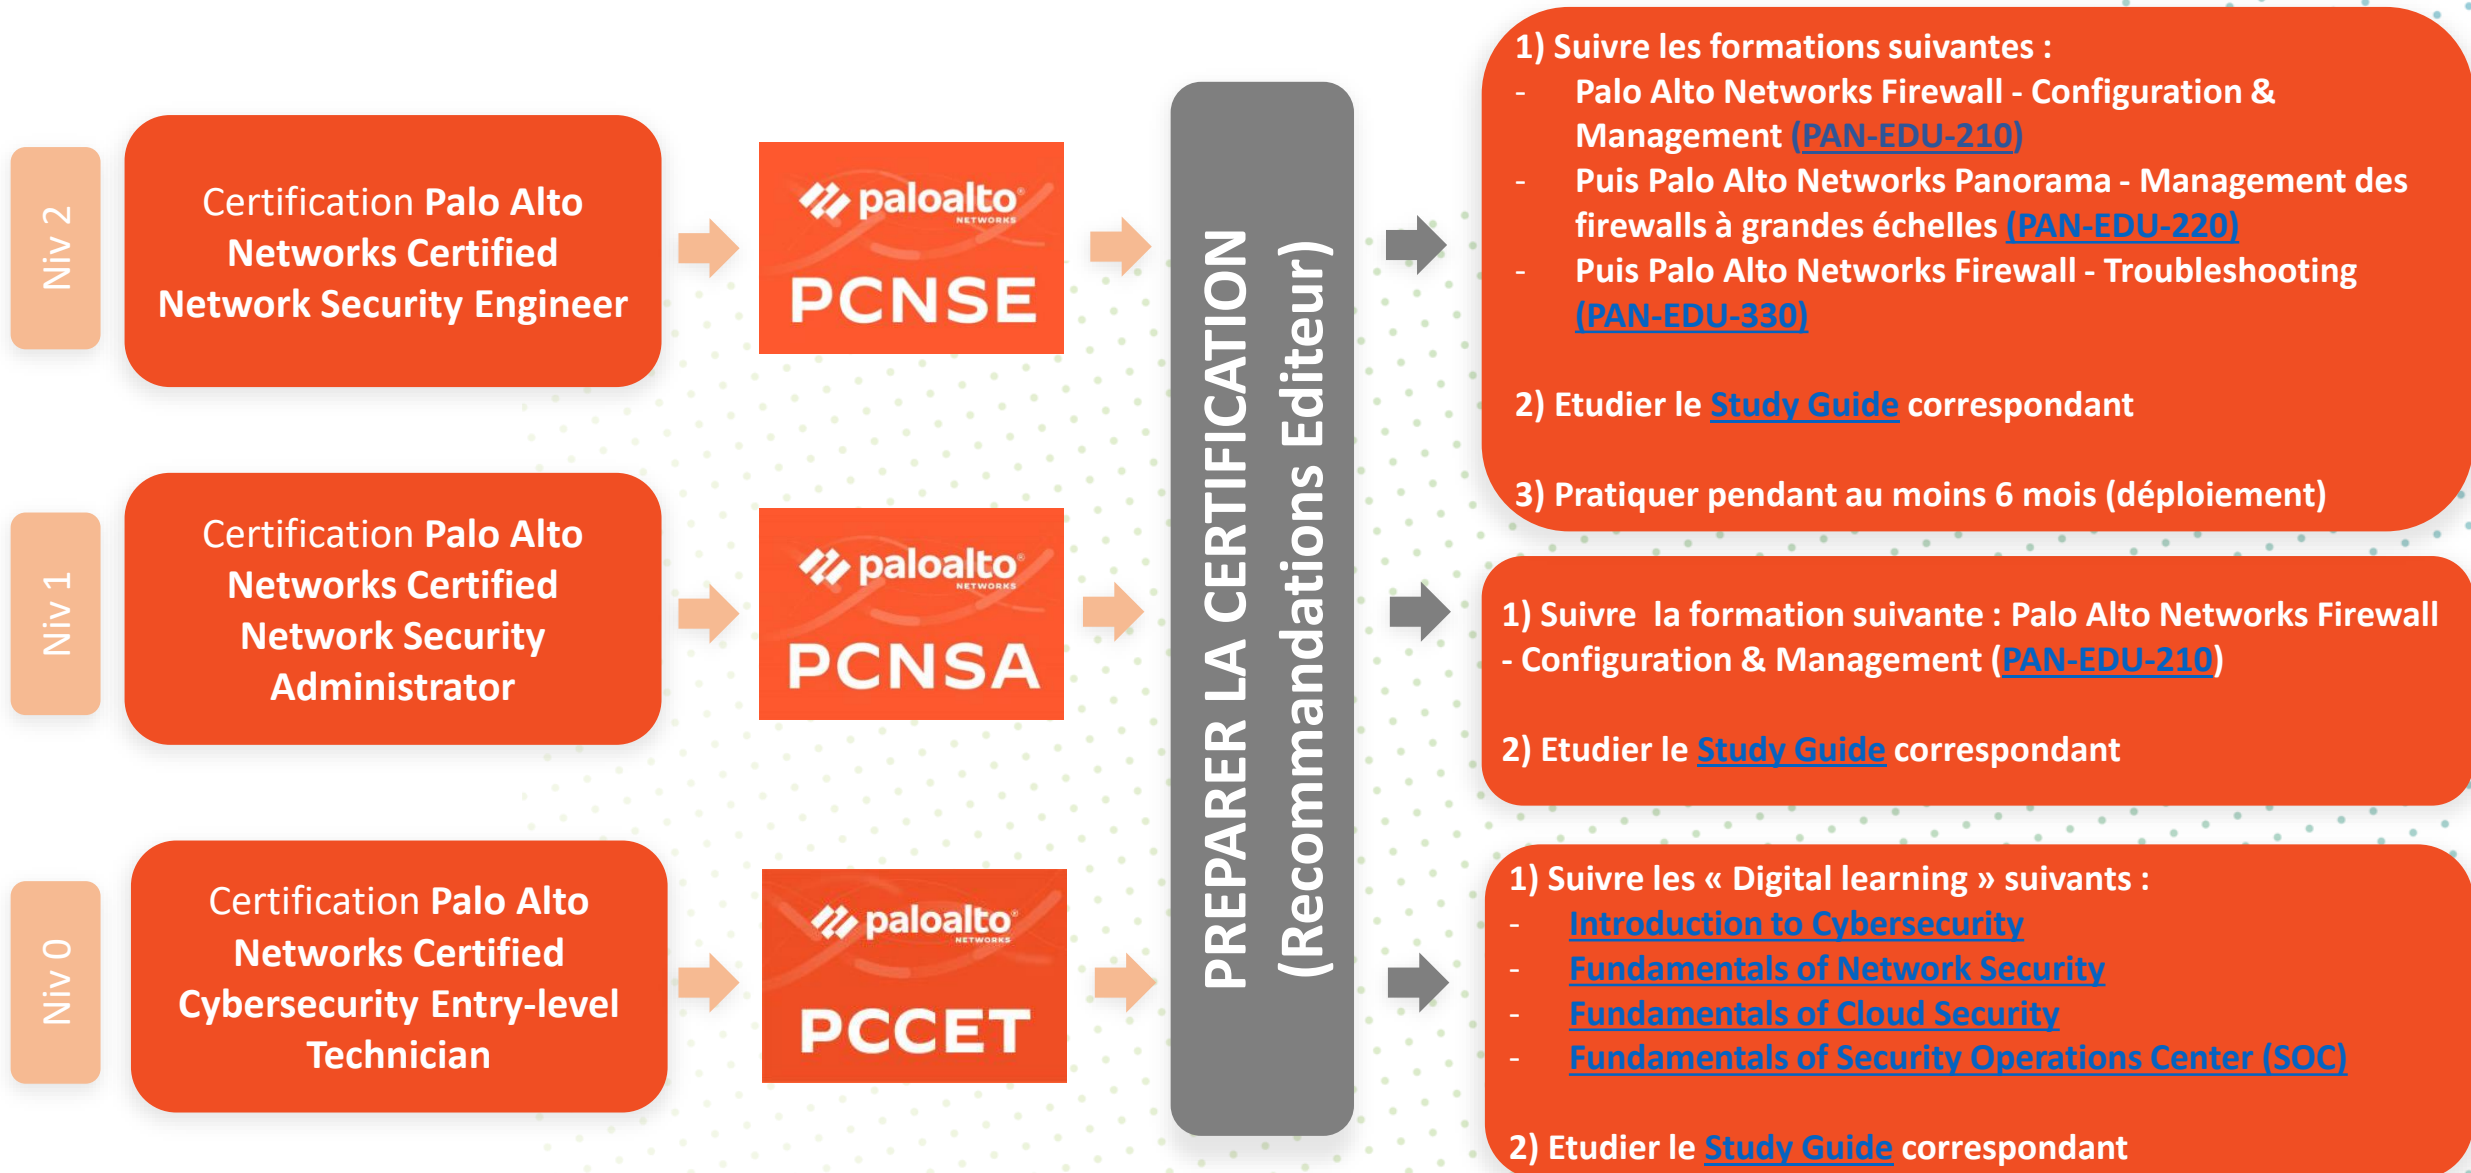 Niv 2
Certification Palo Alto
Networks Certified
Network Security Engineer
paloalto®
NETWORKS
PCNSE
PREPARER LA CERTIFICATION
(Recommandations Editeur)
1) Suivre les formations suivantes :
- Palo Alto Networks Firewall - Configuration &
Management (PAN-EDU-210)
- Puis Palo Alto Networks Panorama - Management des
firewalls à grandes échelles (PAN-EDU-220)
- Puis Palo Alto Networks Firewall - Troubleshooting
(PAN-EDU-330)
2) Etudier le Study Guide correspondant
3) Pratiquer pendant au moins 6 mois (déploiement)
Niv 1
Certification Palo Alto
Networks Certified
Network Security
Administrator
paloalto®
NETWORKS
PCNSA
1) Suivre  la formation suivante : Palo Alto Networks Firewall
- Configuration & Management (PAN-EDU-210)
2) Etudier le Study Guide correspondant
Niv 0
Certification Palo Alto
Networks Certified
Cybersecurity Entry-level
Technician
paloalto®
NETWORKS
PCCET
1) Suivre les « Digital learning » suivants :
- Introduction to Cybersecurity
- Fundamentals of Network Security
- Fundamentals of Cloud Security
- Fundamentals of Security Operations Center (SOC)
2) Etudier le Study Guide correspondant